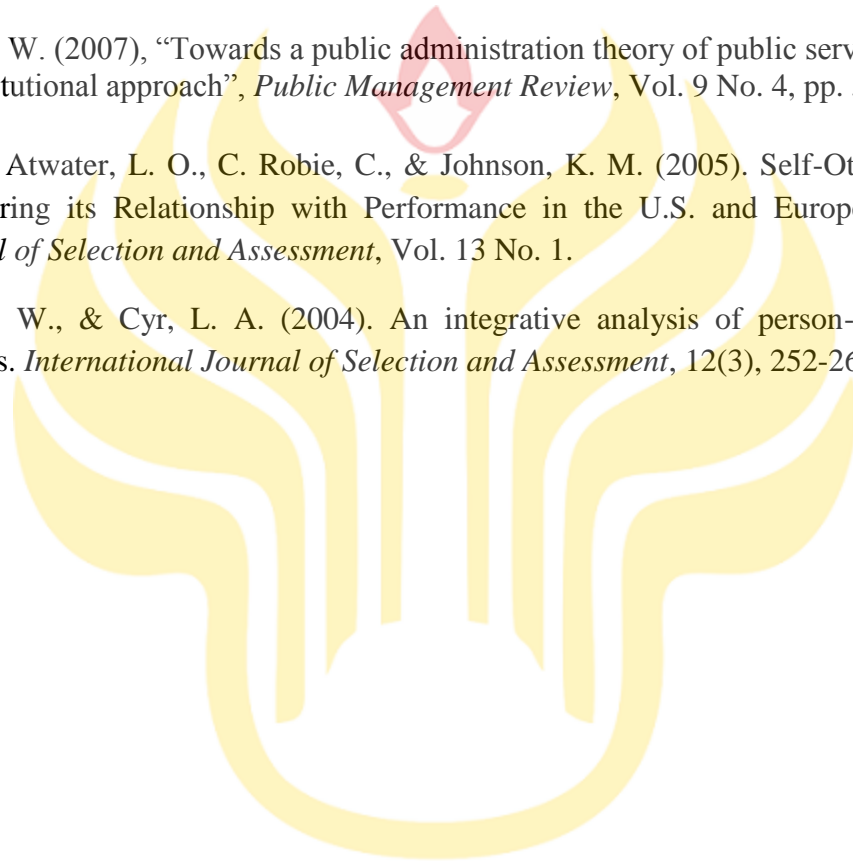 W. (2007), “Towards a public administration theory of public serv
tutional approach”, Public Management Review, Vol. 9 No. 4, pp.
Atwater, L. O., C. Robie, C., & Johnson, K. M. (2005). Self-Ot
ring its Relationship with Performance in the U.S. and Europe
l of Selection and Assessment, Vol. 13 No. 1.
W., & Cyr, L. A. (2004). An integrative analysis of person-
s. International Journal of Selection and Assessment, 12(3), 252-26